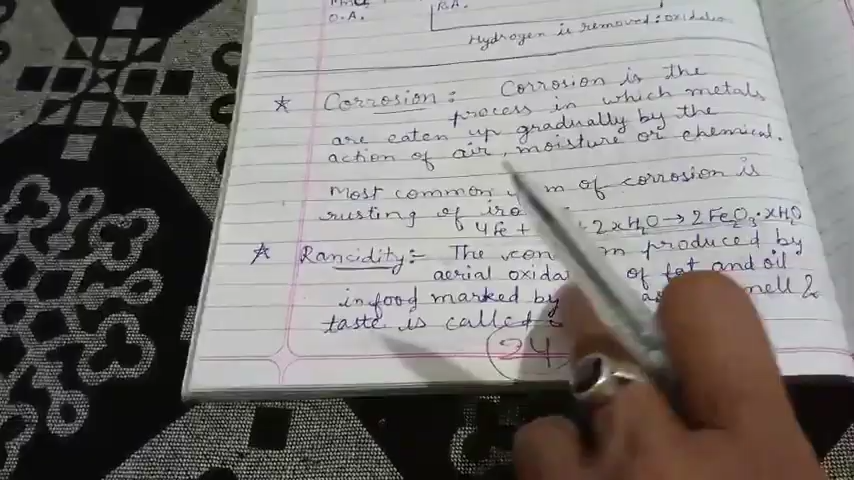 O.A.
R.A.
Hydrogen is removed: oxidation
Corrosion: Corrosion is the
process in which metals
are eaten up gradually by the
action of air, moisture or chemical.
Most common of corrosion is
rusting of
4Fe + 2xH₂O → 2Fe₂O₃·xH₂O
Rancidity:- The produced by
aerial of fat and oil
in food marked by
taste is called
24